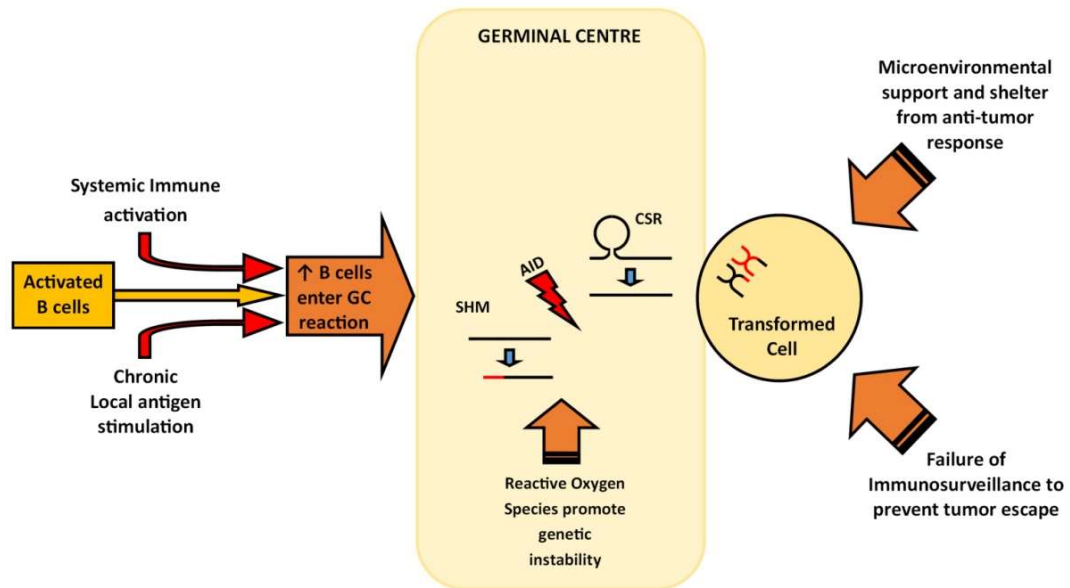 GERMINAL CENTRE
Microenvironmental
support and shelter
from anti-tumor
response
Systemic Immune
activation
Activated
B cells
↑ B cells
enter GC
reaction
Chronic
Local antigen
stimulation
CSR
AID
SHM
Reactive Oxygen
Species promote
genetic
instability
Transformed
Cell
Failure of
Immunosurveillance to
prevent tumor escape